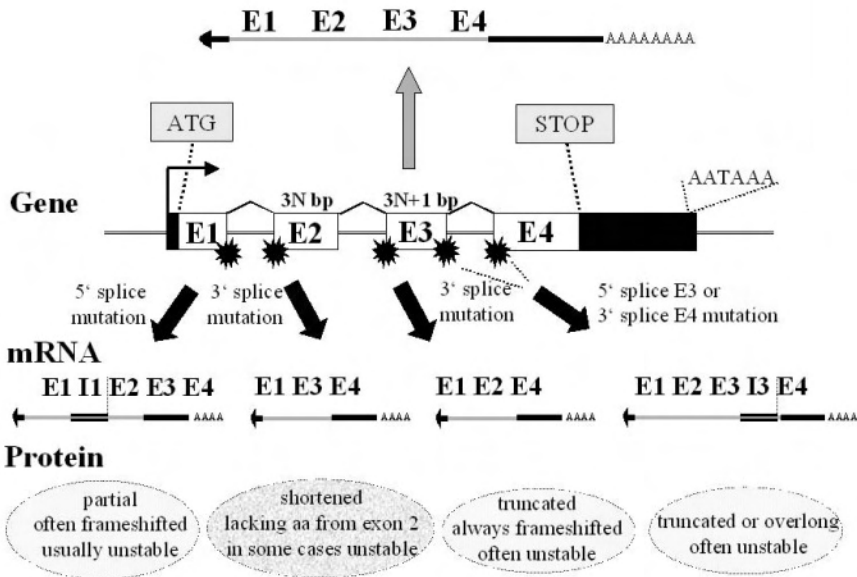 E1 E2 E3 E4
AAAAAAAA
ATG
STOP
AATAAA
Gene
3N bp
3N+1 bp
E1
E2
E3
E4
5‘ splice
mutation
3‘ splice
mutation
3‘ splice
mutation
5‘ splice E3 or
3‘ splice E4 mutation
mRNA
E1 I1 E2 E3 E4
AAAA
E1 E3 E4
AAAA
E1 E2 E4
AAAA
E1 E2 E3 I3 E4
AAAA
Protein
partial
often frameshifted
usually unstable
shortened
lacking aa from exon 2
in some cases unstable
truncated
always frameshifted
often unstable
truncated or overlong
often unstable